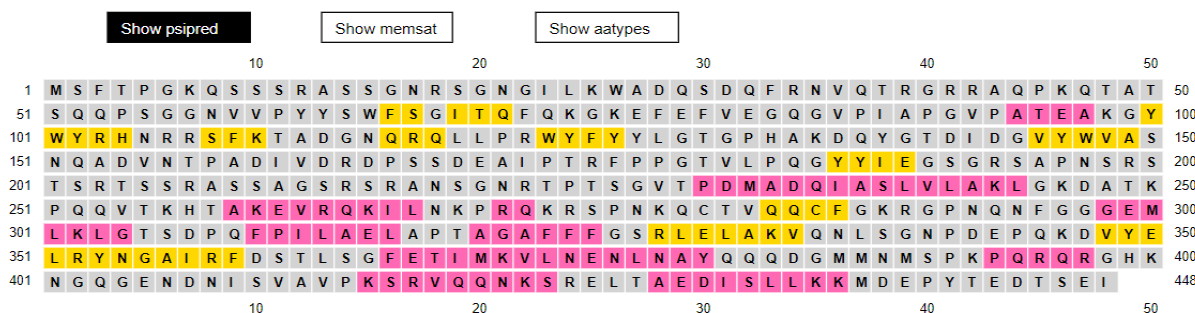 Show psipred Show memsat Show aatypes
10 20 30 40 50
1 M S F T P G K Q S S S R A S S G N R S G N G I L K W A D Q S D Q F R N V Q T R G R R A Q P K Q T A T 50
51 S Q Q P S G G N V V P Y Y S W F S G I T Q F Q K G K E F E F V E G Q G V P I A P G V P A T E A K G Y 100
101 W Y R H N R R S F K T A D G N Q R Q L L P R W Y F Y Y L G T G P H A K D Q Y G T D I D G V Y W V A S 150
151 N Q A D V N T P A D I V D R D P S S D E A I P T R F P P G T V L P Q G Y Y I E G S G R S A P N S R S 200
201 T S R T S S R A S S A G S R S R A N S G N R T P T S G V T P D M A D Q I A S L V L A K L G K D A T K 250
251 P Q Q V T K H T A K E V R Q K I L N K P R Q K R S P N K Q C T V Q Q C F G K R G P N Q N F G G G E M 300
301 L K L G T S D P Q F P I L A E L A P T A G A F F F G S R L E L A K V Q N L S G N P D E P Q K D V Y E 350
351 L R Y N G A I R F D S T L S G F E T I M K V L N E N L N A Y Q Q Q D G M M N M S P K P Q R Q R G H K 400
401 N G Q G E N D N I S V A V P K S R V Q Q N K S R E L T A E D I S L L K K M D E P Y T E D T S E I 448
10 20 30 40 50